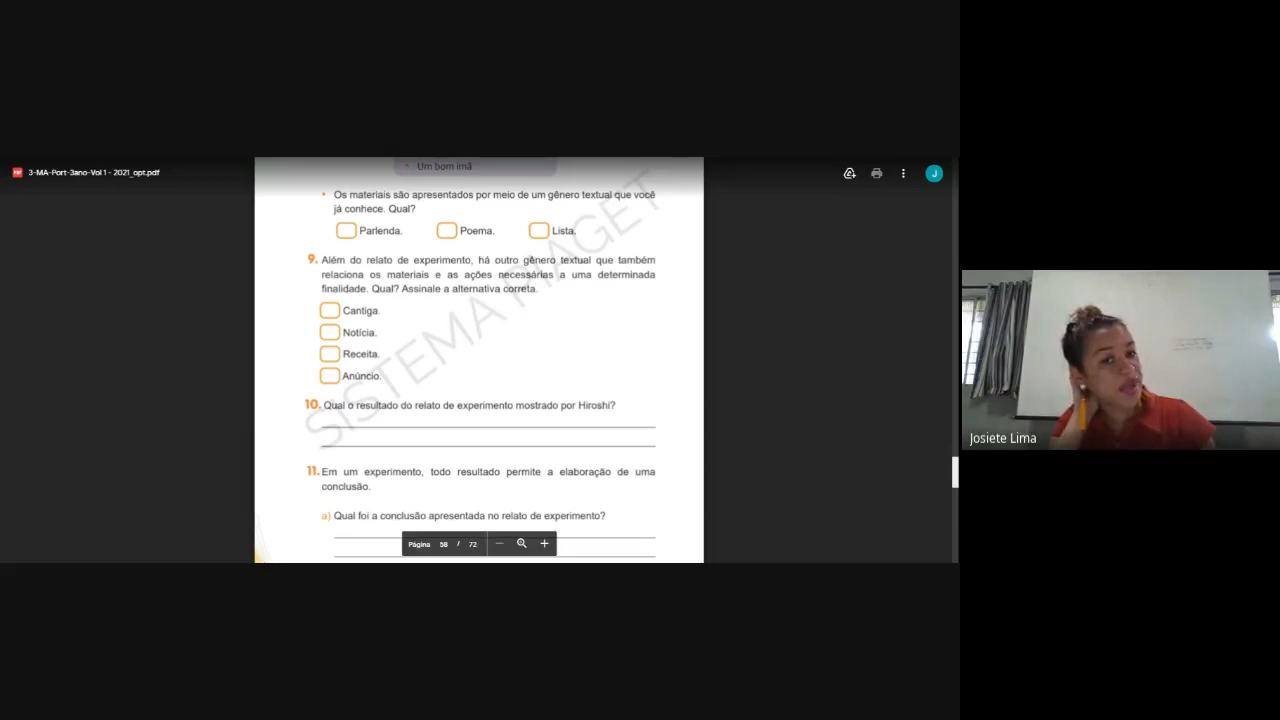 Um bom imã
3-MA-Port-3ano-Vol 1 - 2021_opt.pdf
J
• Os materiais são apresentados por meio de um gênero textual que você
já conhece. Qual?
Parlenda. Poema. Lista.
9. Além do relato de experimento, há outro gênero textual que também
relaciona os materiais e as ações necessárias a uma determinada
finalidade. Qual? Assinale a alternativa correta.
Cantiga.
Notícia.
Receita.
Anúncio.
10. Qual o resultado do relato de experimento mostrado por Hiroshi?
11. Em um experimento, todo resultado permite a elaboração de uma
conclusão.
a) Qual foi a conclusão apresentada no relato de experimento?
Página 58 / 72
SISTEMA PIAGET
Josiete Lima